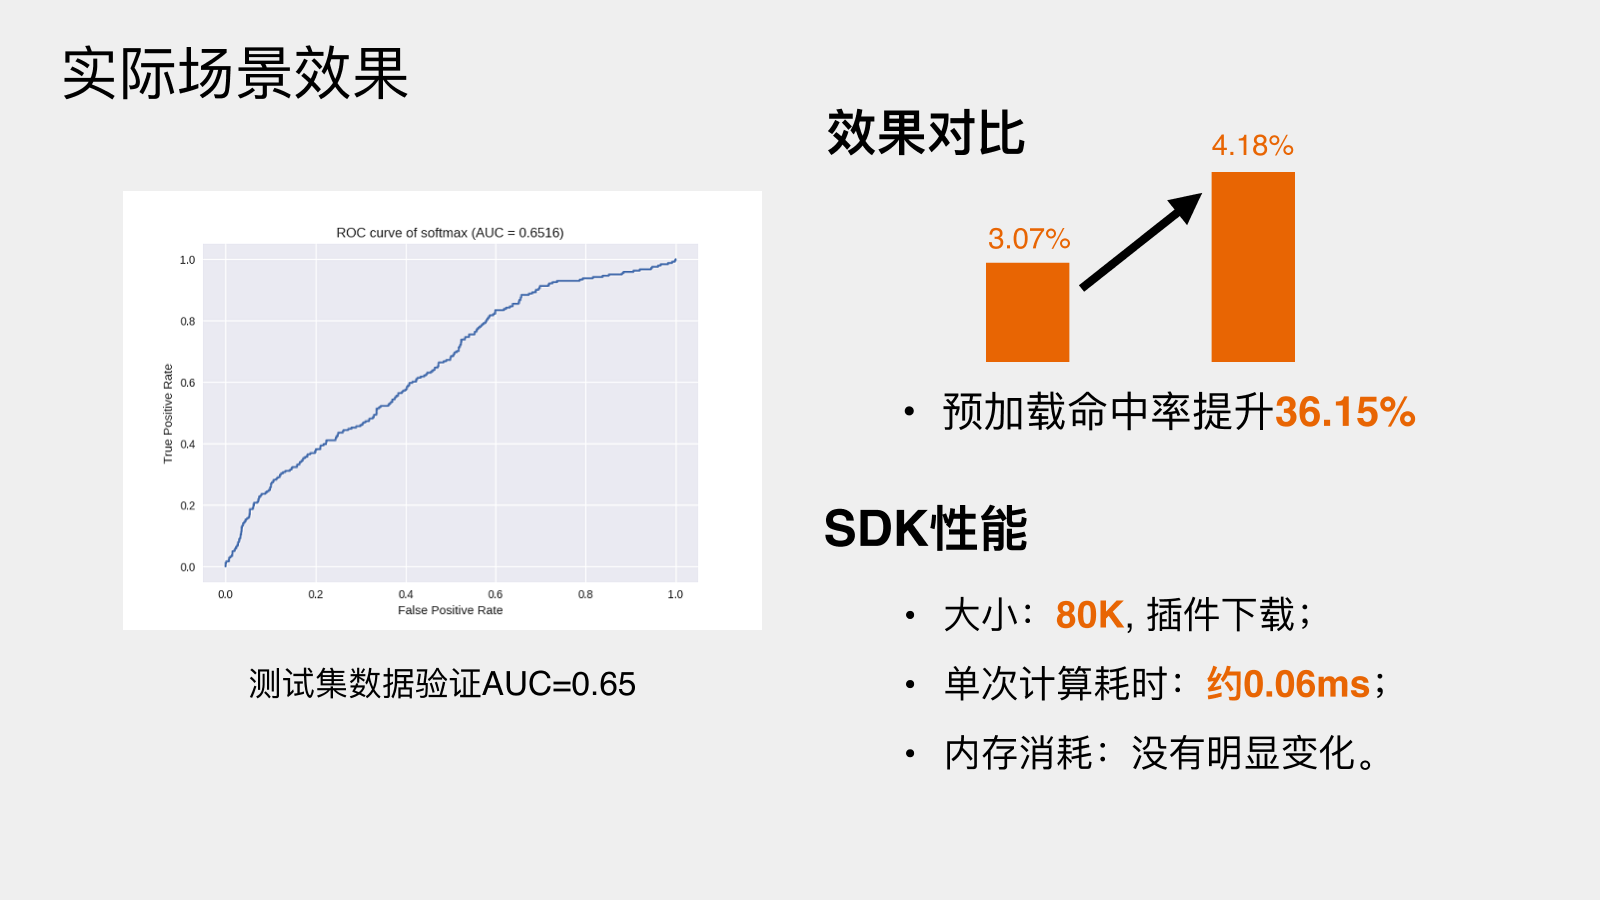 实际场景效果
ROC curve of softmax (AUC = 0.6516)
1.0
0.8
0.6
0.4
0.2
0.0
True Positive Rate
0.0 0.2 0.4 0.6 0.8 1.0
False Positive Rate
测试集数据验证AUC=0.65
效果对比
3.07%
4.18%
• 预加载命中率提升36.15%
SDK性能
• 大小：80K, 插件下载；
• 单次计算耗时：约0.06ms；
• 内存消耗：没有明显变化。